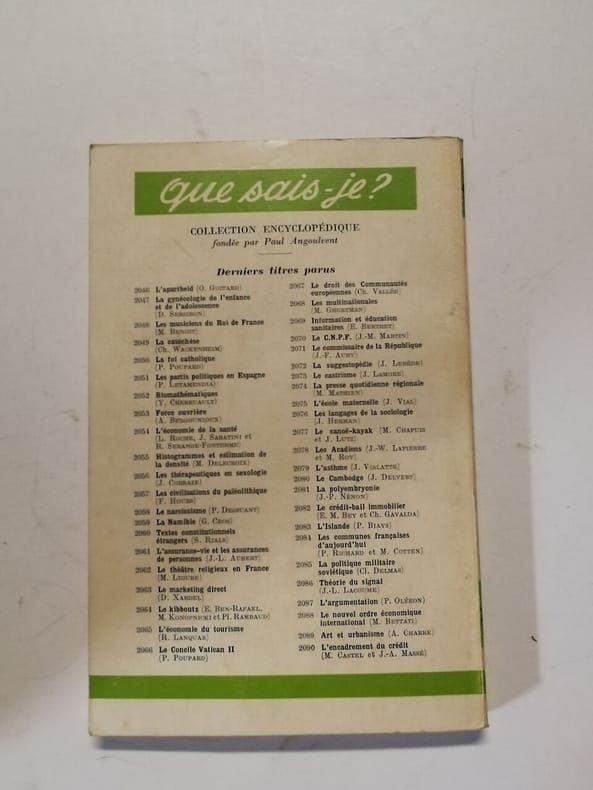 que sais-je?
COLLECTION ENCYCLOPÉDIQUE
fondée par Paul Angoulvent
Derniers titres parus
2046 L'apartheid (O. Guitard)
2047 La gynécologie de l'enfance
et de l'adolescence
(D. Serfaty)
2048 Les musiciens du Roi de France
(M. Benoit)
2049 La catéchèse
(Ch. Wackenheim)
2050 La foi catholique
(P. Poupard)
2051 Les partis politiques en Espagne
(P. Letamendia)
2052 Biomathématiques
(Y. Cherruault)
2053 Force ouvrière
(A. Bergounioux)
2054 L'économie de la santé
(L. Roche, J. Sabatini et
R. Serange-Fonterme)
2055 Histogrammes et estimation de
la densité (M. Delecroix)
2056 Les thérapeutiques en sexologie
(J. Corraze)
2057 Les civilisations du paléolithique
(F. Hours)
2058 Le narcissisme (P. Dessuant)
2059 La Namibie (G. Cros)
2060 Textes constitutionnels
étrangers (S. Rials)
2061 L'assurance-vie et les assurances
de personnes (J.-L. Aubert)
2062 Le théâtre religieux en France
(M. Lioure)
2063 Le marketing direct
(D. Xardel)
2064 Le kibboutz (E. Ben-Rafael,
M. Konopnicki et Pl. Rambaud)
2065 L'économie du tourisme
(R. Lanquar)
2066 Le Concile Vatican II
(P. Poupard)
2067 Le droit des Communautés
européennes (Ch. Vallée)
2068 Les multinationales
(M. Ghertman)
2069 Information et éducation
sanitaires (E. Berthet)
2070 Le C.N.P.F. (J.-M. Martin)
2071 Le commissaire de la République
(J.-F. Auby)
2072 La suggestopédie (J. Lerède)
2073 Le castrisme (J. Lamore)
2074 La presse quotidienne régionale
(M. Mathien)
2075 L'école maternelle (J. Vial)
2076 Les langages de la sociologie
(J. Herman)
2077 Le canoë-kayak (M. Chapuis
et J. Lutz)
2078 Les Acadiens (J.-W. Lapierre
et M. Roy)
2079 L'asthme (J. Vialatte)
2080 Le Cambodge (J. Delvert)
2081 La polyembryonie
(J.-P. Nénon)
2082 Le crédit-bail immobilier
(E. M. Bey et Ch. Gavalda)
2083 L'Islande (P. Biays)
2084 Les communes françaises
d'aujourd'hui
(P. Richard et M. Cotten)
2085 La politique militaire
soviétique (Cl. Delmas)
2086 Théorie du signal
(J.-L. Lacoume)
2087 L'argumentation (P. Oléron)
2088 Le nouvel ordre économique
international (M. Bettati)
2089 Art et urbanisme (A. Charre)
2090 L'encadrement du crédit
(M. Castel et J.-A. Massé)